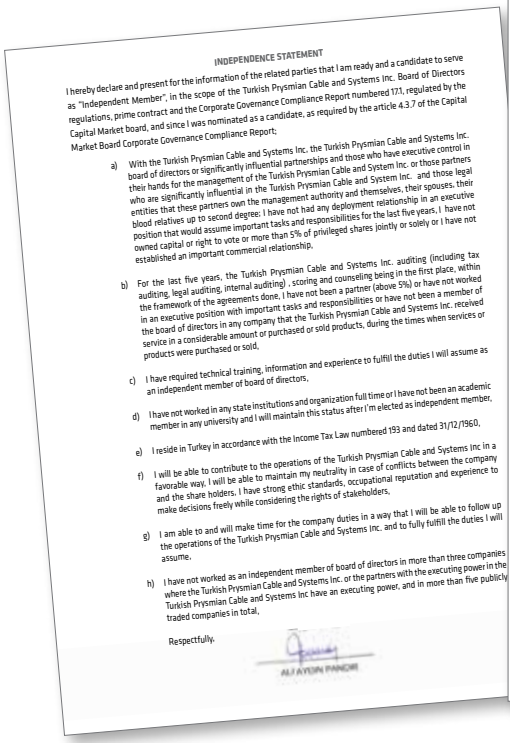 INDEPENDENCE STATEMENT
I hereby declare and present for the information of the related parties that I am ready and a candidate to serve
as "Independent Member", in the scope of the Turkish Prysmian Cable and Systems Inc. Board of Directors
regulations, prime contract and the Corporate Governance Compliance Report numbered 17.1, regulated by the
Capital Market board, and since I was nominated as a candidate, as required by the article 4.3.7 of the Capital
Market Board Corporate Governance Compliance Report;
a) With the Turkish Prysmian Cable and Systems Inc. the Turkish Prysmian Cable and Systems Inc.
board of directors or significantly influential partnerships and those who have executive control in
their hands for the management of the Turkish Prysmian Cable and System Inc. or those partners
who are significantly influential in the Turkish Prysmian Cable and System Inc. and those legal
entities that these partners own the management authority and themselves, their spouses, their
blood relatives up to second degree; I have not had any deployment relationship in an executive
position that would assume important tasks and responsibilities for the last five years, I have not
owned capital or right to vote or more than 5% of privileged shares jointly or solely or I have not
established an important commercial relationship,
b) For the last five years, the Turkish Prysmian Cable and Systems Inc. auditing (including tax
auditing, legal auditing, internal auditing) , scoring and counseling being in the first place, within
the framework of the agreements done, I have not been a partner (above 5%) or have not worked
in an executive position with important tasks and responsibilities or have not been a member of
the board of directors in any company that the Turkish Prysmian Cable and Systems Inc. received
service in a considerable amount or purchased or sold products, during the times when services or
products were purchased or sold,
c) I have required technical training, information and experience to fulfill the duties I will assume as
an independent member of board of directors,
d) I have not worked in any state institutions and organization full time or I have not been an academic
member in any university and I will maintain this status after I'm elected as independent member,
e) I reside in Turkey in accordance with the Income Tax Law numbered 193 and dated 31/12/1960,
f) I will be able to contribute to the operations of the Turkish Prysmian Cable and Systems Inc in a
favorable way, I will be able to maintain my neutrality in case of conflicts between the company
and the share holders. I have strong ethic standards, occupational reputation and experience to
make decisions freely while considering the rights of stakeholders,
g) I am able to and will make time for the company duties in a way that I will be able to follow up
the operations of the Turkish Prysmian Cable and Systems Inc. and to fully fulfill the duties I will
assume,
h) I have not worked as an independent member of board of directors in more than three companies
where the Turkish Prysmian Cable and Systems Inc. or the partners with the executing power in the
Turkish Prysmian Cable and Systems Inc have an executing power, and in more than five publicly
traded companies in total,
Respectfully.
ALİ AYDIN PANDIR